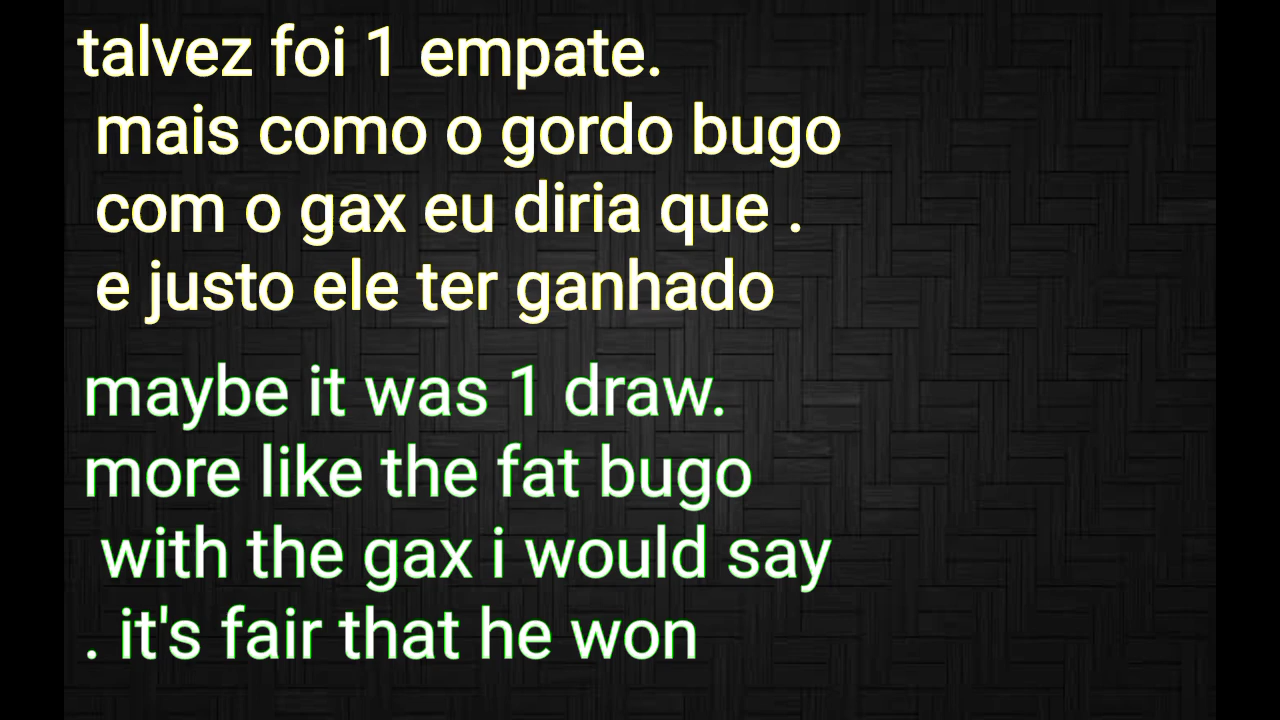 talvez foi 1 empate.
mais como o gordo bugo
com o gax eu diria que .
e justo ele ter ganhado
maybe it was 1 draw.
more like the fat bugo
with the gax i would say
. it's fair that he won